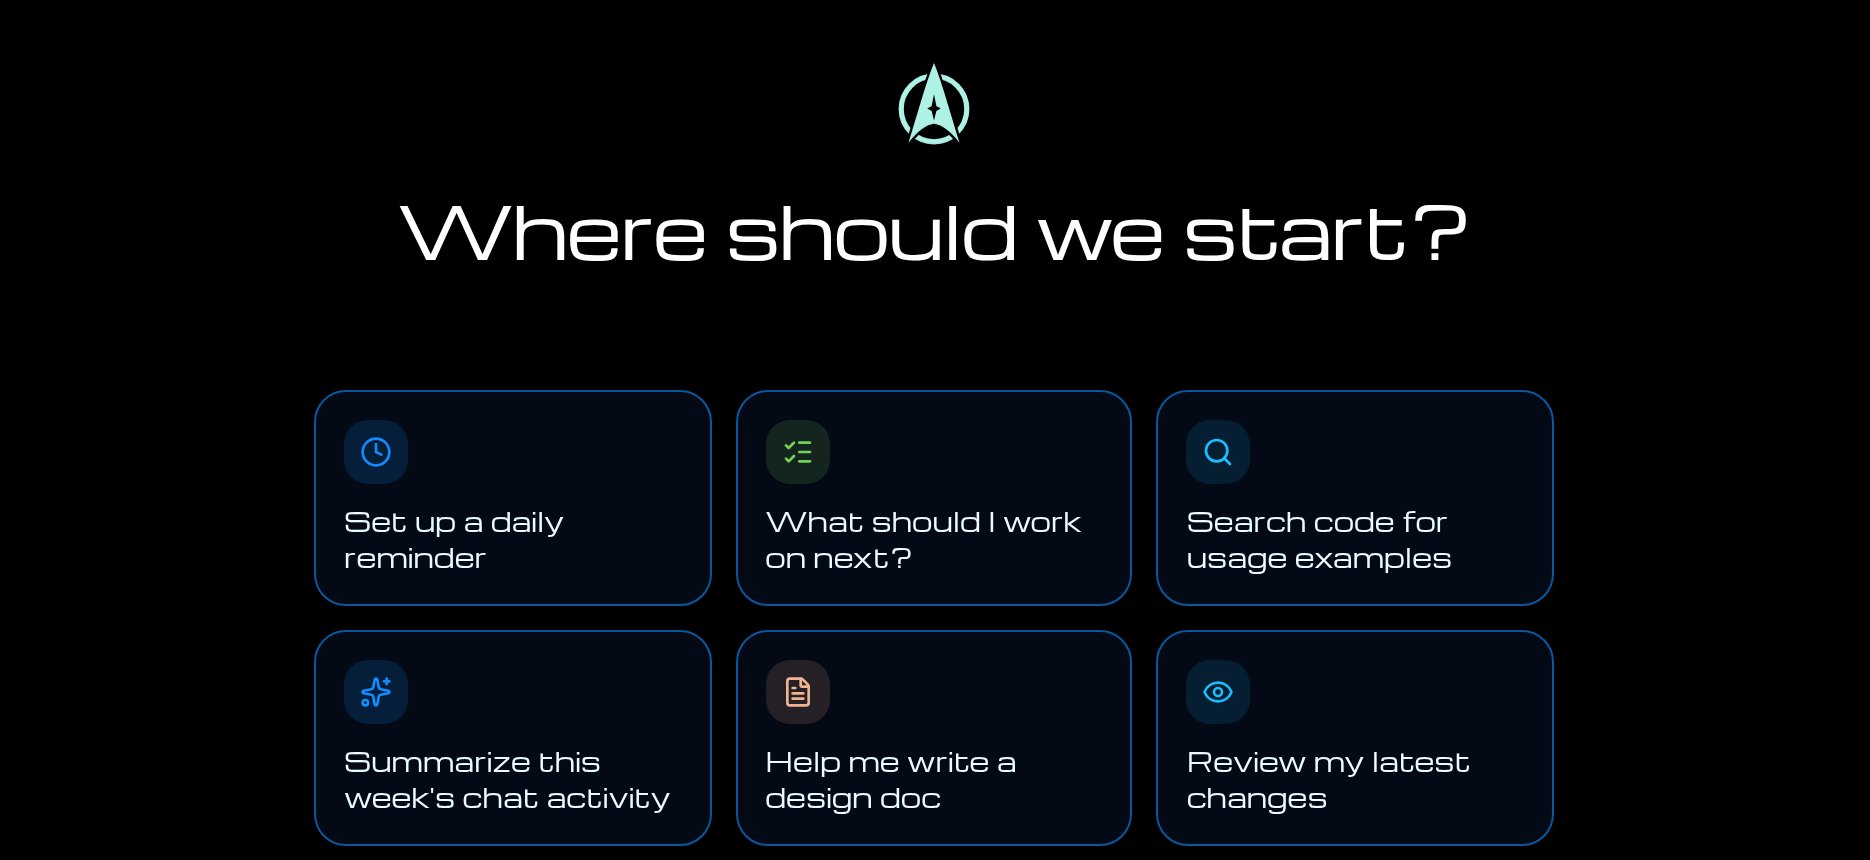 Where should we start?
Set up a daily
reminder
What should I work
on next?
Search code for
usage examples
Summarize this
week's chat activity
Help me write a
design doc
Review my latest
changes